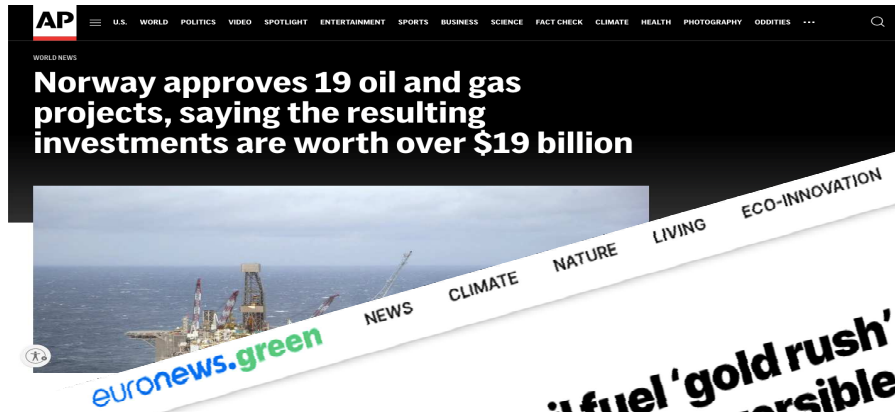 AP
U.S. WORLD POLITICS VIDEO SPOTLIGHT ENTERTAINMENT SPORTS BUSINESS SCIENCE FACT CHECK CLIMATE HEALTH PHOTOGRAPHY ODDITIES ...
WORLD NEWS
Norway approves 19 oil and gas
projects, saying the resulting
investments are worth over $19 billion
euronews.green NEWS CLIMATE NATURE LIVING ECO-INNOVATION
fuel ‘gold rush’